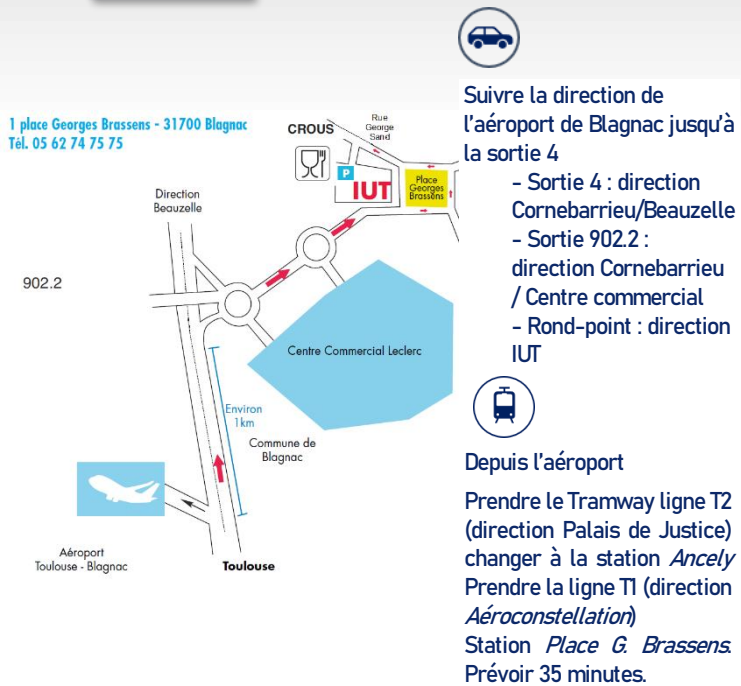 1 place Georges Brassens - 31700 Blagnac
Tél. 05 62 74 75 75
CROUS
Rue
George
Sand
P
IUT
Place
Georges
Brassens
Direction
Beauzelle
902.2
Centre Commercial Leclerc
Environ
1km
Commune de
Blagnac
Aéroport
Toulouse - Blagnac
Toulouse
Suivre la direction de
l'aéroport de Blagnac jusqu'à
la sortie 4
- Sortie 4 : direction
Cornebarrieu/Beauzelle
- Sortie 902.2 :
direction Cornebarrieu
/ Centre commercial
- Rond-point : direction
IUT
Depuis l'aéroport
Prendre le Tramway ligne T2
(direction Palais de Justice)
changer à la station Ancely
Prendre la ligne T1 (direction
Aéroconstellation)
Station Place G. Brassens.
Prévoir 35 minutes.